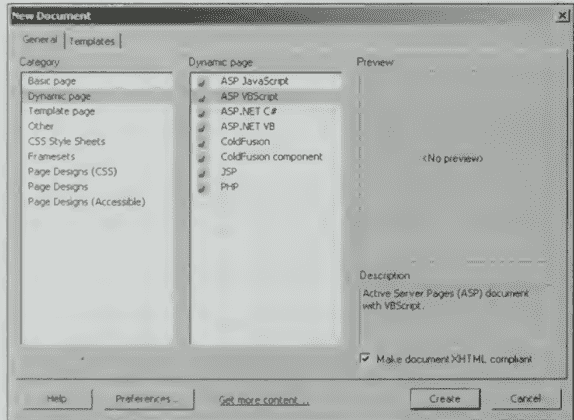 New Document
General
Templates
Category
Basic page
Dynamic page
Template page
Other
CSS Style Sheets
Framesets
Page Designs (CSS)
Page Designs
Page Designs (Accessible)
Dynamic page
ASP JavaScript
ASP VBScript
ASP.NET C#
ASP.NET VB
ColdFusion
ColdFusion component
JSP
PHP
Preview
<No preview>
Description
Active Server Pages (ASP) document
with VBScript.
Make document XHTML compliant
Help
Preferences...
Get more content...
Create
Cancel